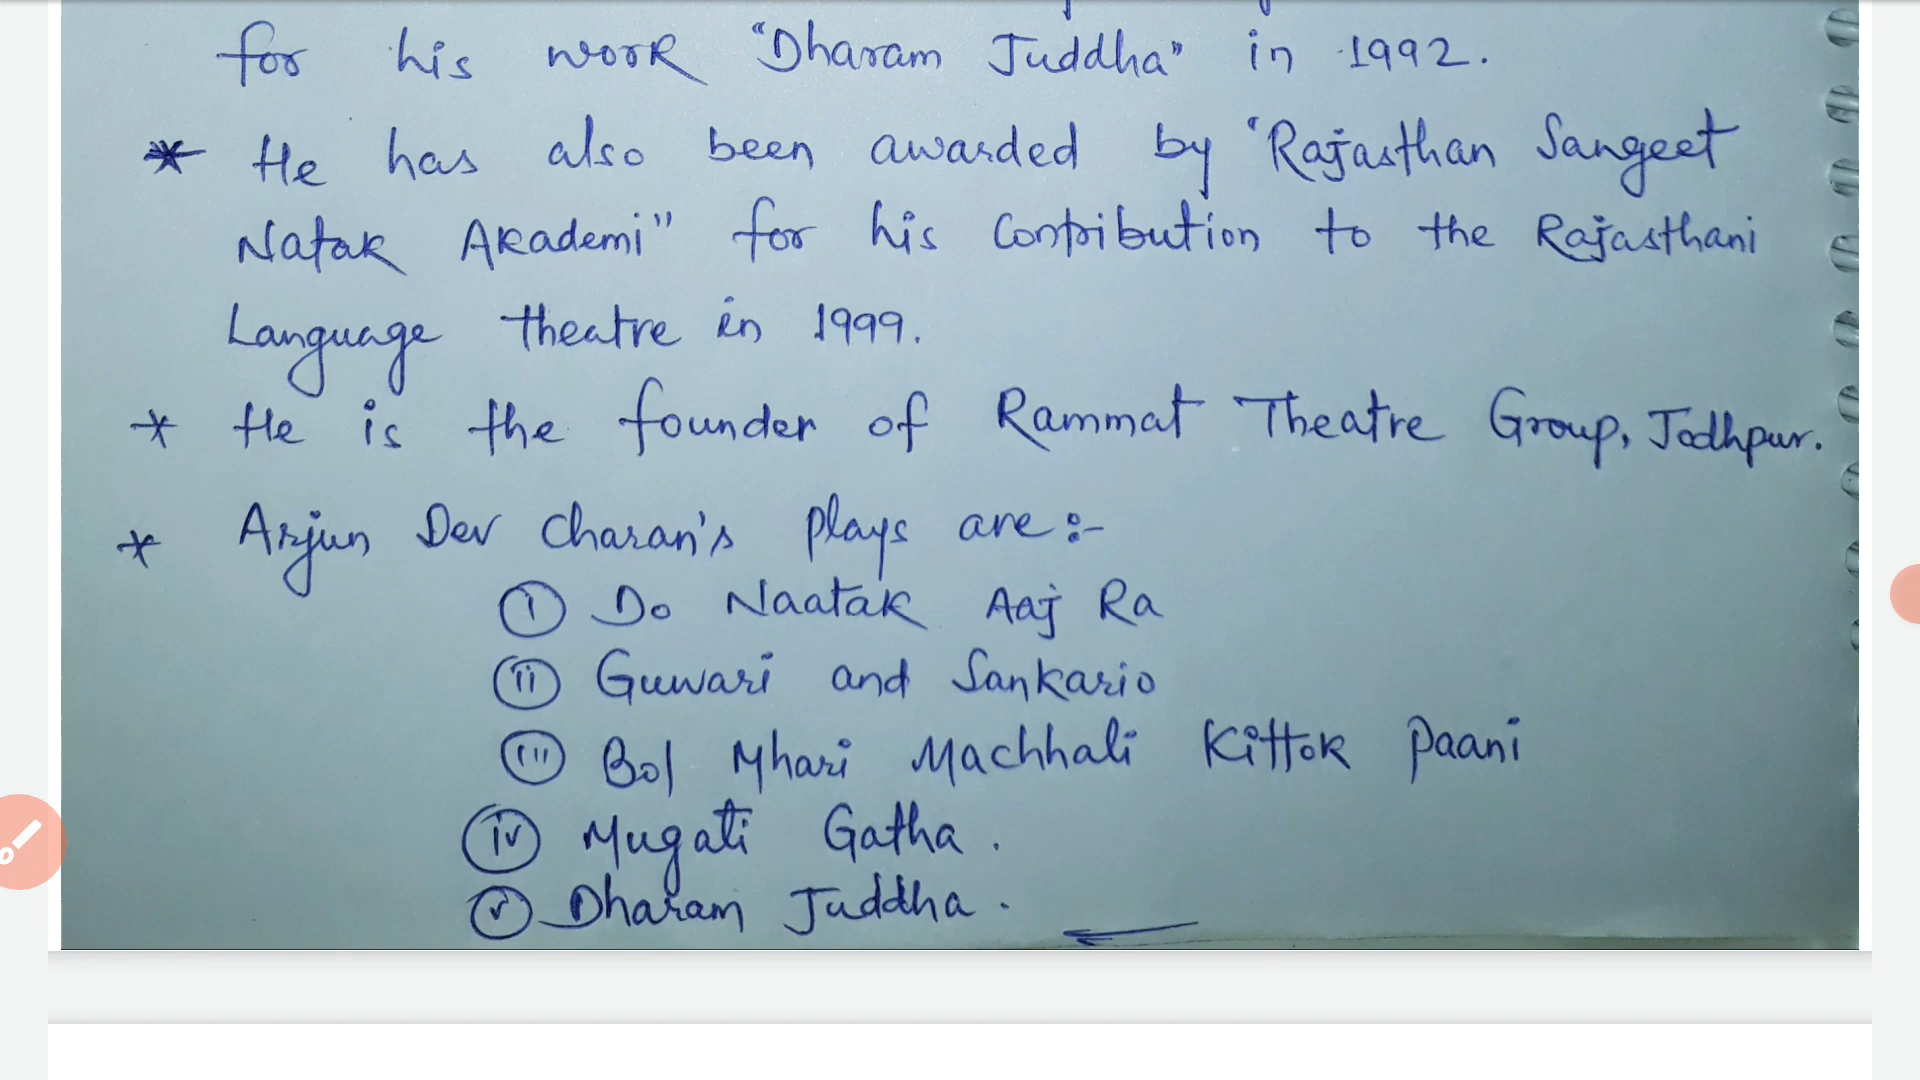 for his work "Dharam Juddha" in 1992.
* He has also been awarded by "Rajasthan Sangeet
Natak Akademi" for his contribution to the Rajasthani
Language theatre in 1999.
* He is the founder of Rammat Theatre Group, Jodhpur.
* Arjun Dev Charan's plays are :-
(i) Do Naatak Aaj Ra
(ii) Guwari and Sankario
(iii) Bol Mhari Machhali Kittok Paani
(iv) Mugati Gatha.
(v) Dharam Juddha.